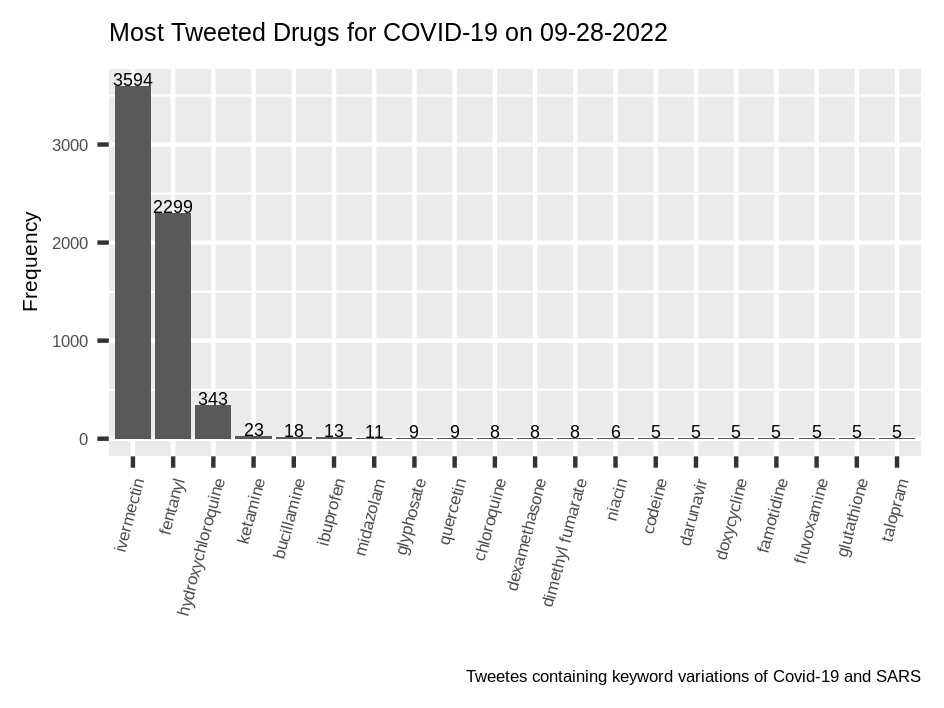 Most Tweeted Drugs for COVID-19 on 09-28-2022
Frequency
3000
2000
1000
0
3594
2299
343
23
18
13
11
9
9
8
8
8
6
5
5
5
5
5
5
5
ivermectin
fentanyl
hydroxychloroquine
ketamine
bucillamine
ibuprofen
midazolam
glyphosate
quercetin
chloroquine
dexamethasone
dimethyl fumarate
niacin
codeine
darunavir
doxycycline
famotidine
fluvoxamine
glutathione
talopram
Tweetes containing keyword variations of Covid-19 and SARS